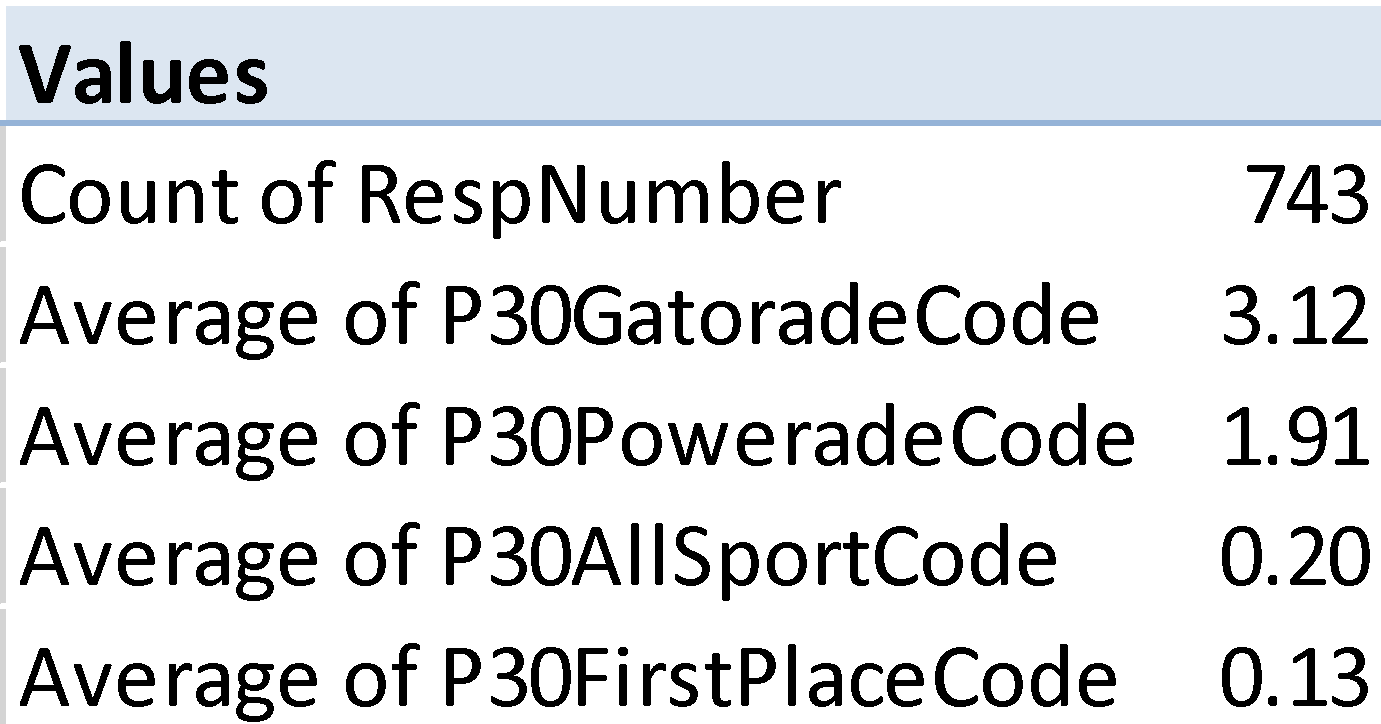 Values
Count of RespNumber 743
Average of P30GatoradeCode 3.12
Average of P30PoweradeCode 1.91
Average of P30AllSportCode 0.20
Average of P30FirstPlaceCode 0.13